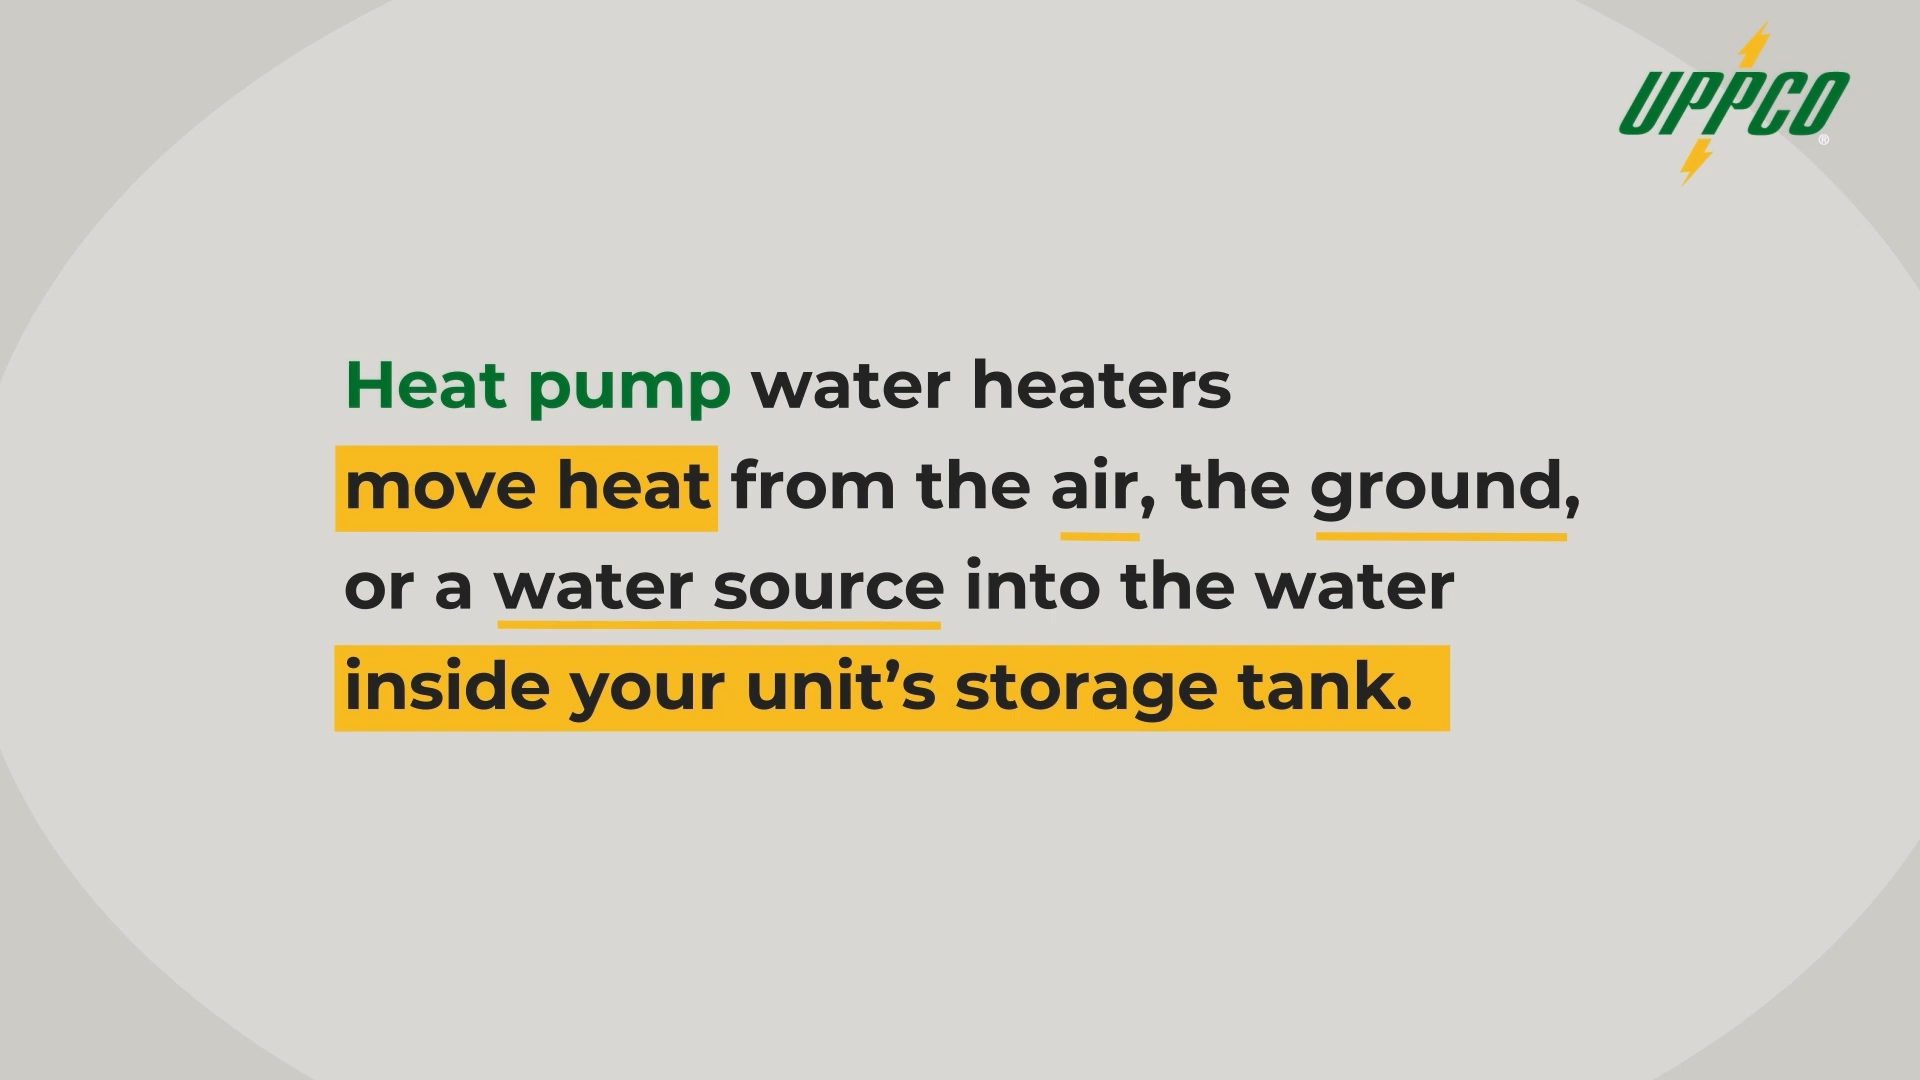 UPPCO®
Heat pump water heaters
move heat from the air, the ground,
or a water source into the water
inside your unit’s storage tank.